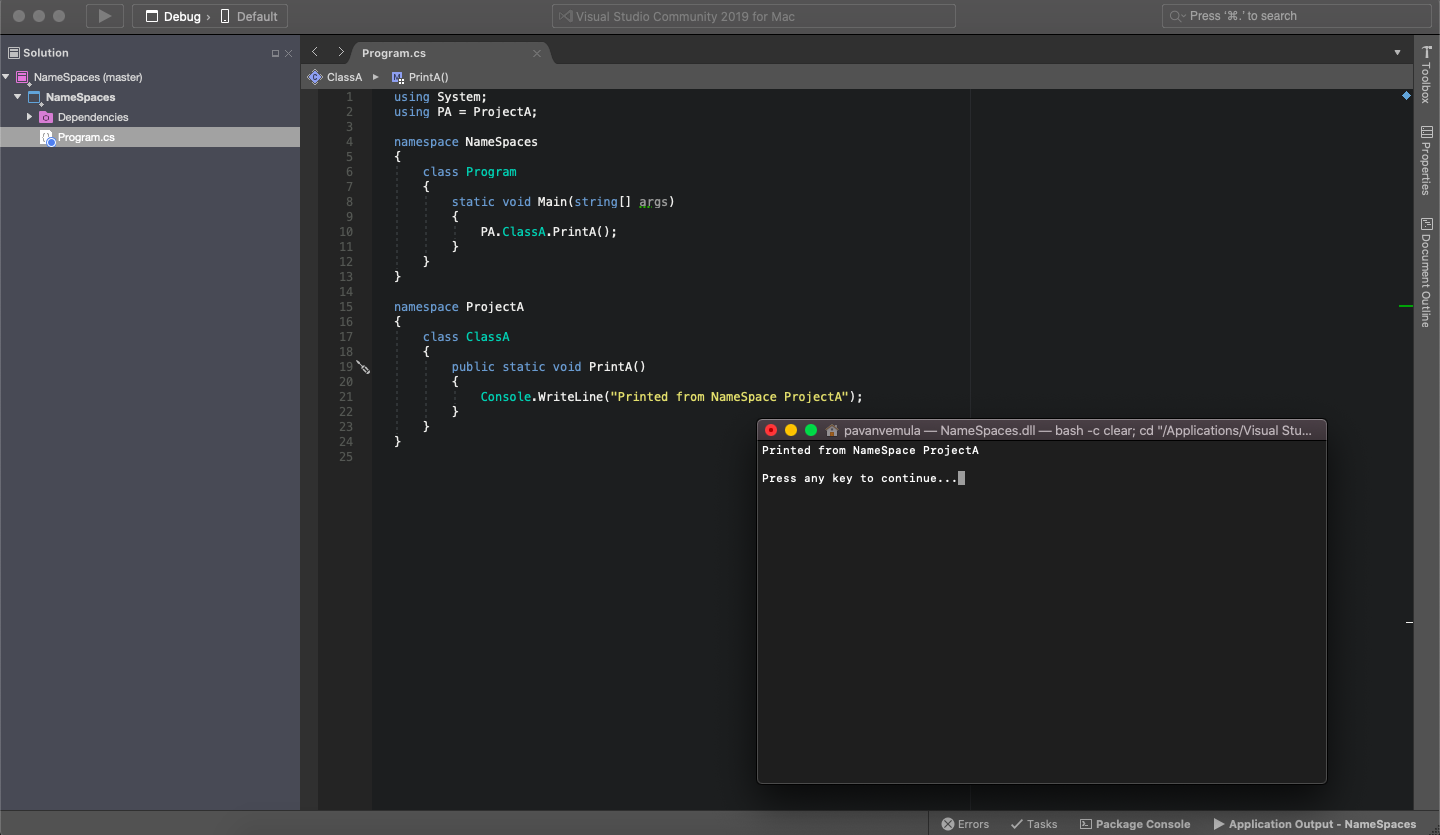 Debug › Default
Visual Studio Community 2019 for Mac
Press '⌘.' to search
Solution
NameSpaces (master)
NameSpaces
Dependencies
Program.cs
Program.cs
ClassA ▸ PrintA()
1 using System;
2 using PA = ProjectA;
3
4 namespace NameSpaces
5 {
6 class Program
7 {
8 static void Main(string[] args)
9 {
10 PA.ClassA.PrintA();
11 }
12 }
13 }
14
15 namespace ProjectA
16 {
17 class ClassA
18 {
19 public static void PrintA()
20 {
21 Console.WriteLine("Printed from NameSpace ProjectA");
22 }
23 }
24 }
25
pavanvemula — NameSpaces.dll — bash -c clear; cd "/Applications/Visual Stu...
Printed from NameSpace ProjectA
Press any key to continue...
Toolbox
Properties
Document Outline
Errors
Tasks
Package Console
Application Output - NameSpaces